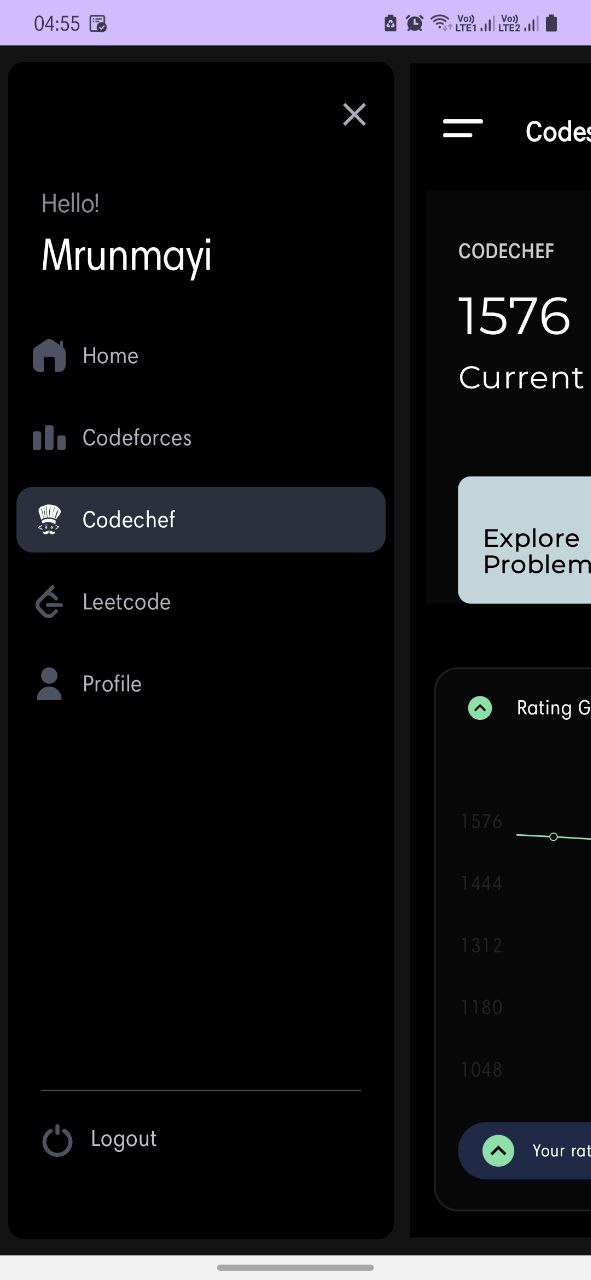 04:55
Vo)) LTE1 Vo)) LTE2
Hello!
Mrunmayi
Home
Codeforces
Codechef
Leetcode
Profile
Logout
Codes
CODECHEF
1576
Current
Explore
Problem
Rating G
1576
1444
1312
1180
1048
Your rat